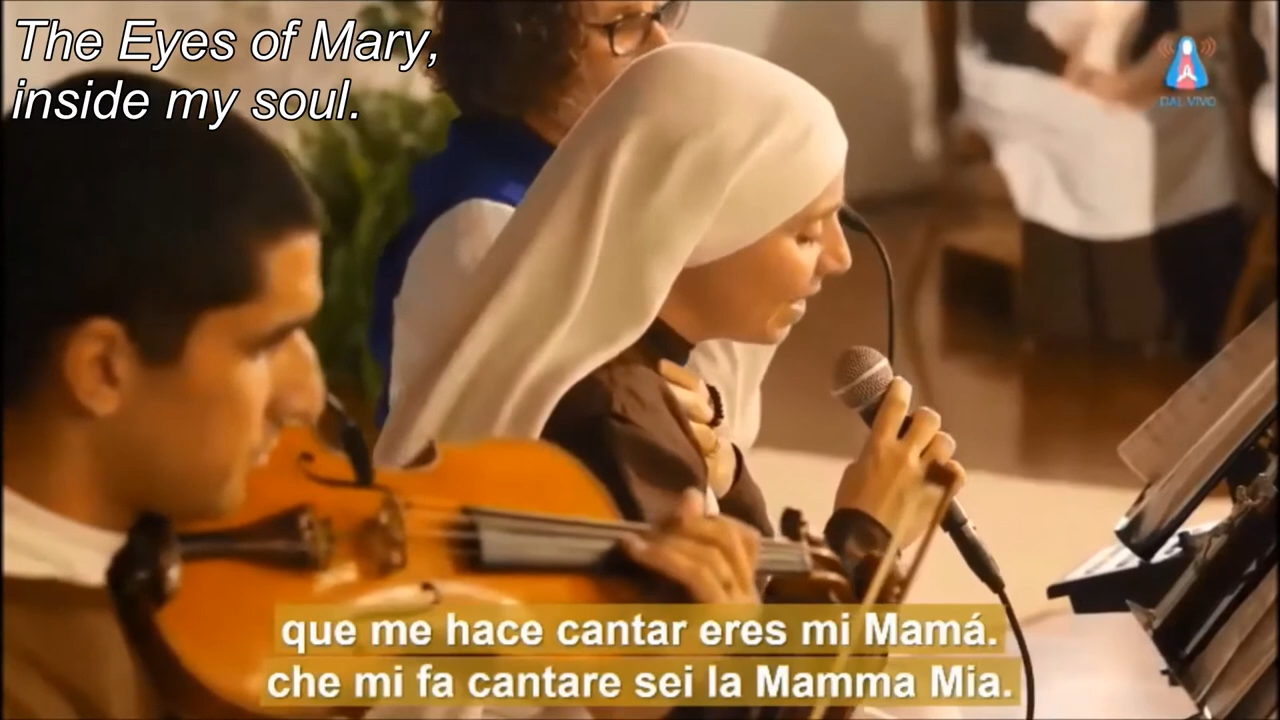 The Eyes of Mary,
inside my soul.
DAL VIVO
que me hace cantar eres mi Mamá.
che mi fa cantare sei la Mamma Mia.